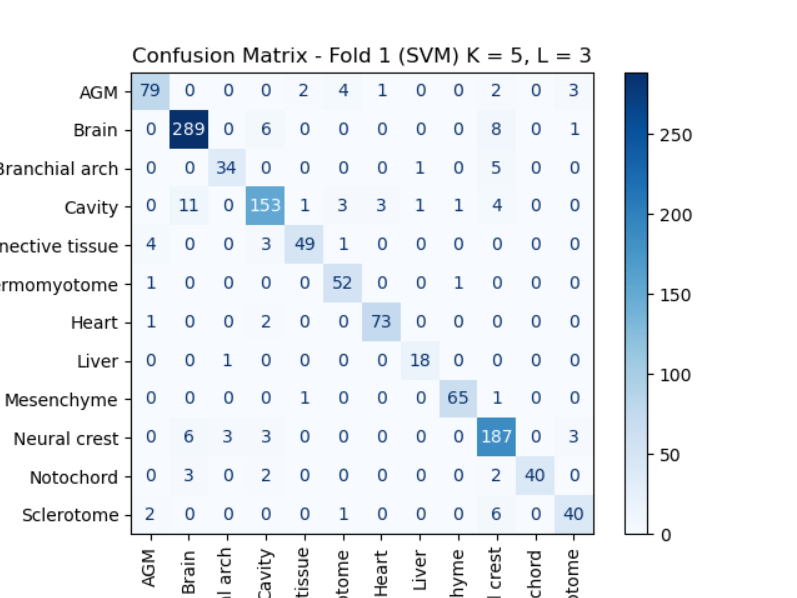 Confusion Matrix - Fold 1 (SVM) K = 5, L = 3
AGM 79 0 0 0 2 4 1 0 0 2 0 3
Brain 0 289 0 6 0 0 0 0 0 8 0 1
Branchial arch 0 0 34 0 0 0 0 1 0 5 0 0
Cavity 0 11 0 153 1 3 3 1 1 4 0 0
nective tissue 4 0 0 3 49 1 0 0 0 0 0 0
ermomyotome 1 0 0 0 0 52 0 0 1 0 0 0
Heart 1 0 0 2 0 0 73 0 0 0 0 0
Liver 0 0 1 0 0 0 0 18 0 0 0 0
Mesenchyme 0 0 0 0 1 0 0 0 65 1 0 0
Neural crest 0 6 3 3 0 0 0 0 0 187 0 3
Notochord 0 3 0 2 0 0 0 0 0 2 40 0
Sclerotome 2 0 0 0 0 1 0 0 0 6 0 40
AGM
Brain
l arch
Cavity
tissue
tome
Heart
Liver
hyme
l crest
chord
otome
250
200
150
100
50
0